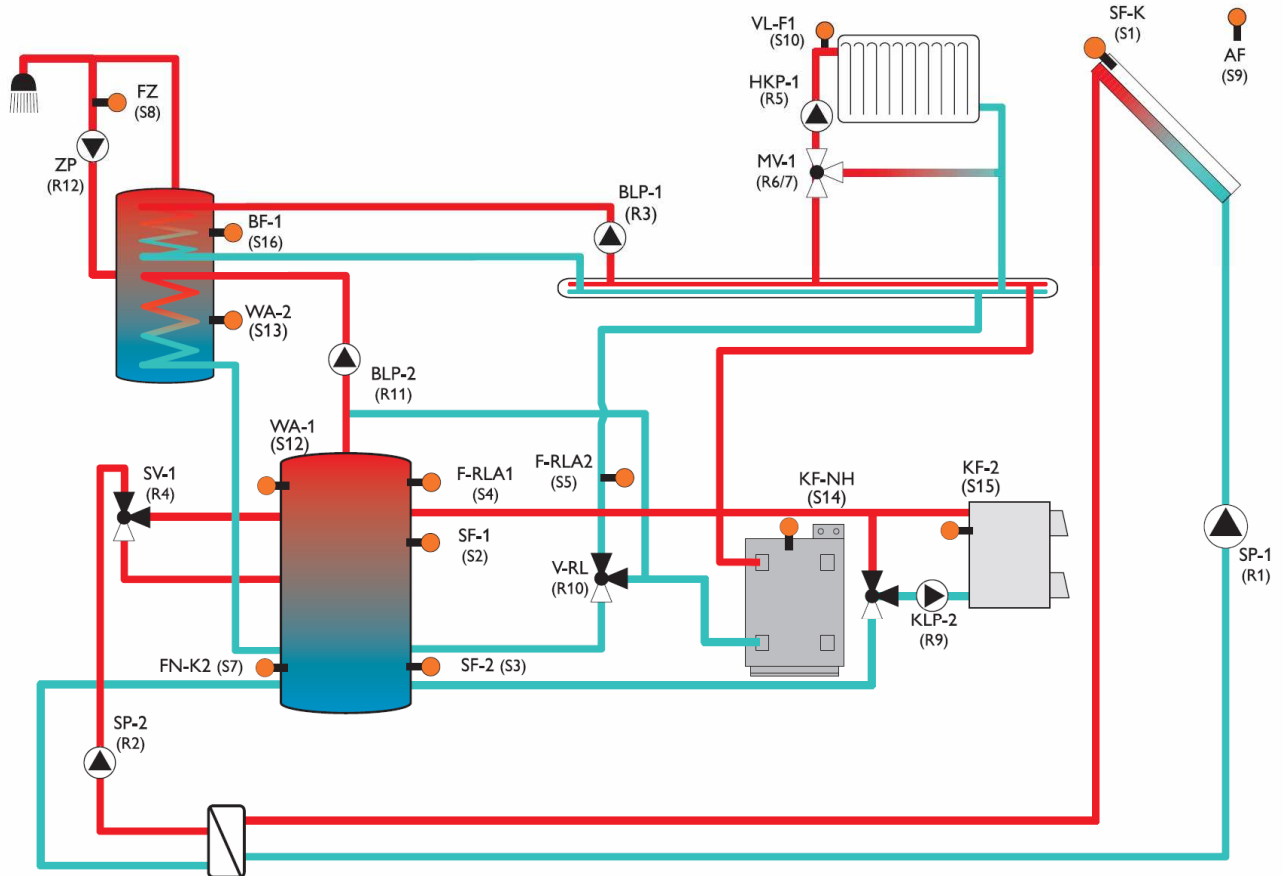 VL-F1
(S10)
SF-K
(S1)
AF
(S9)
FZ
(S8)
HKP-1
(R5)
ZP
(R12)
MV-1
(R6/7)
BLP-1
(R3)
BF-1
(S16)
WA-2
(S13)
BLP-2
(R11)
WA-1
(S12)
SV-1
(R4)
F-RLA1
(S4)
F-RLA2
(S5)
KF-NH
(S14)
KF-2
(S15)
SF-1
(S2)
V-RL
(R10)
SP-1
(R1)
KLP-2
(R9)
FN-K2 (S7)
SF-2 (S3)
SP-2
(R2)